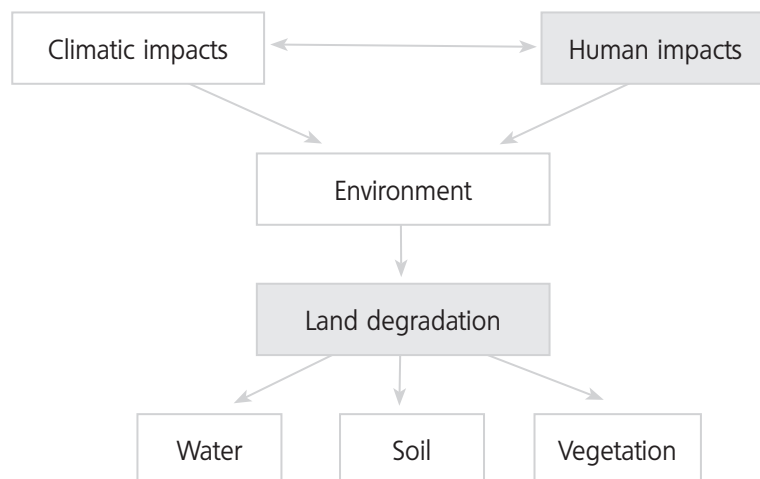 Climatic impacts
Human impacts
Environment
Land degradation
Water
Soil
Vegetation